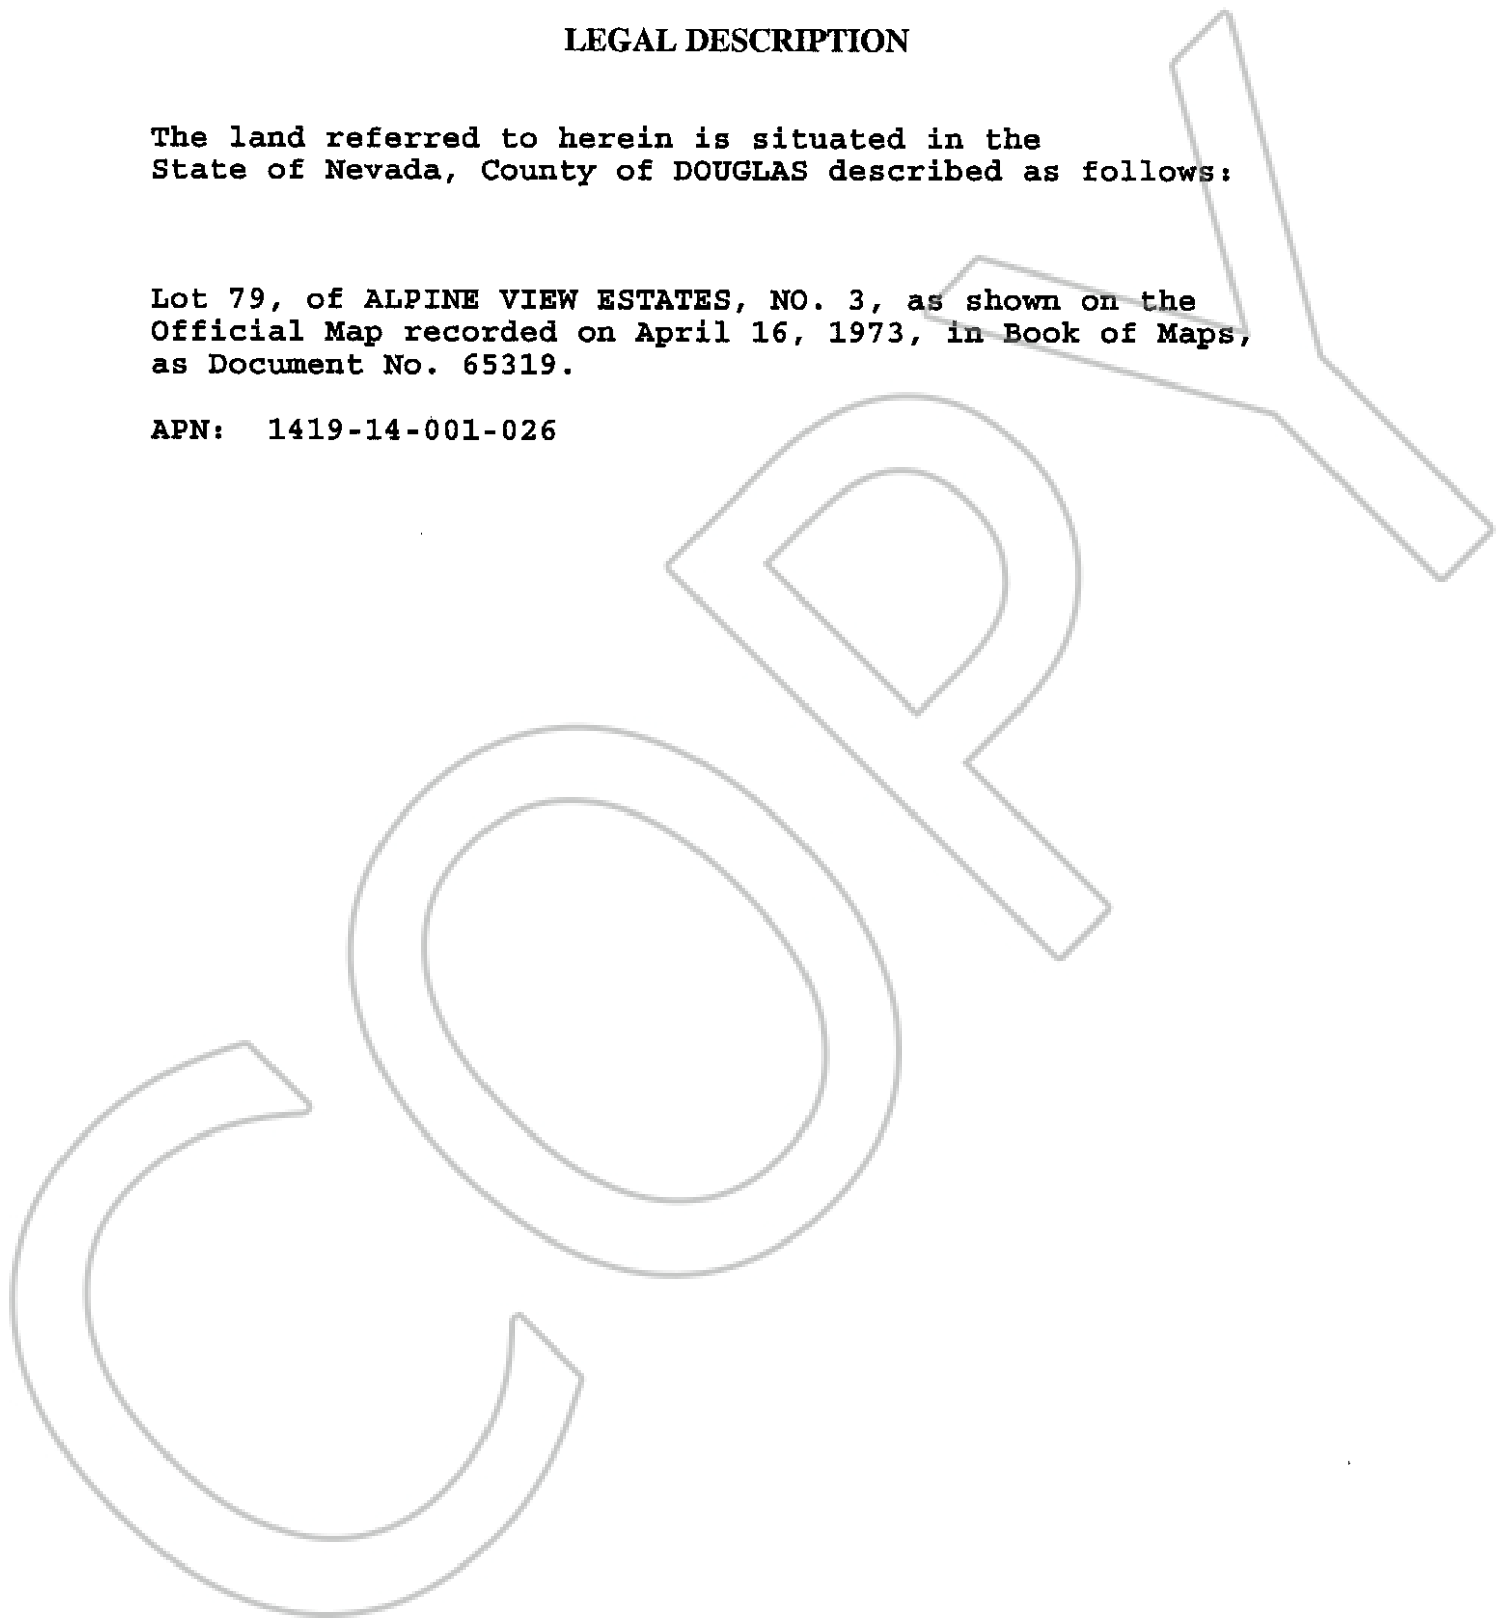 LEGAL DESCRIPTION
The land referred to herein is situated in the
State of Nevada, County of DOUGLAS described as follows:
Lot 79, of ALPINE VIEW ESTATES, NO. 3, as shown on the
Official Map recorded on April 16, 1973, in Book of Maps,
as Document No. 65319.
APN: 1419-14-001-026
COPY